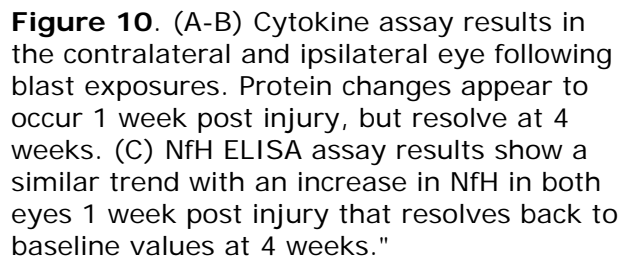 Figure 10. (A-B) Cytokine assay results in
the contralateral and ipsilateral eye following
blast exposures. Protein changes appear to
occur 1 week post injury, but resolve at 4
weeks. (C) NfH ELISA assay results show a
similar trend with an increase in NfH in both
eyes 1 week post injury that resolves back to
baseline values at 4 weeks."